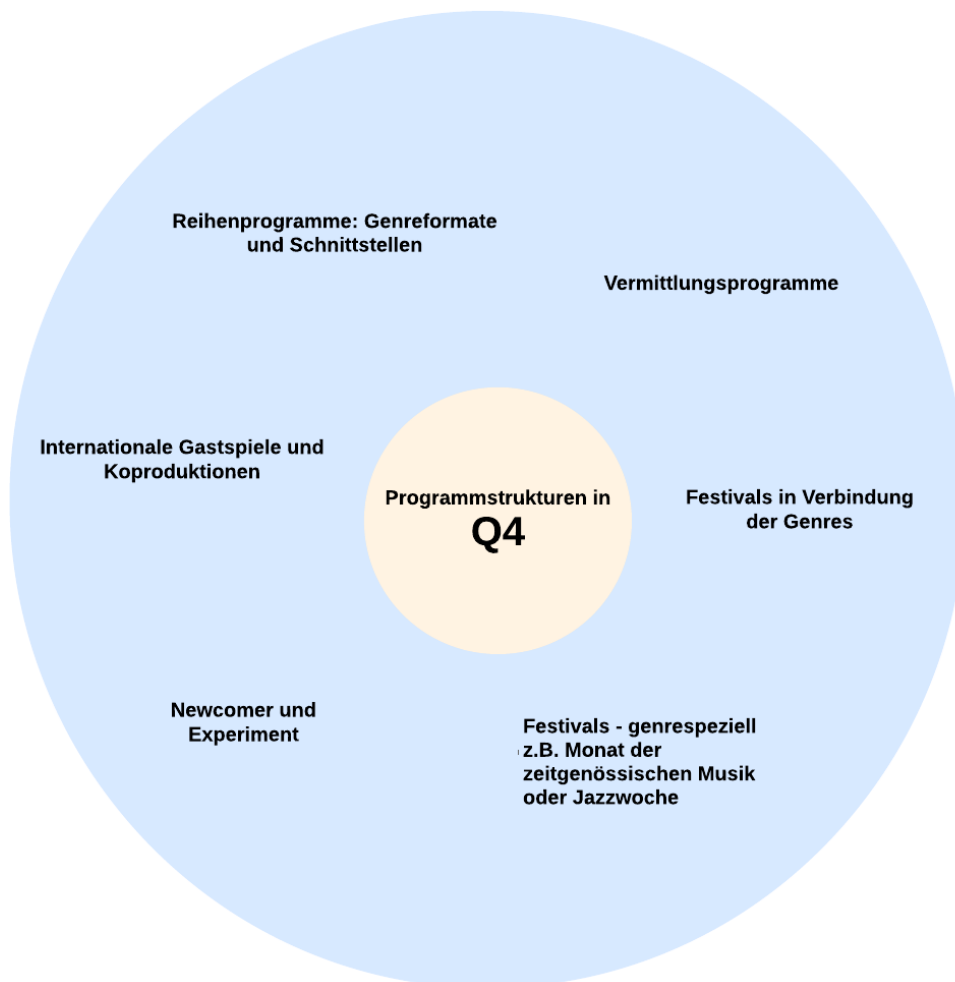 Reihenprogramme: Genreformate
und Schnittstellen
Vermittlungsprogramme
Internationale Gastspiele und
Koproduktionen
Programmstrukturen in
Q4
Festivals in Verbindung
der Genres
Newcomer und
Experiment
Festivals - genrespeziell
z.B. Monat der
zeitgenössischen Musik
oder Jazzwoche